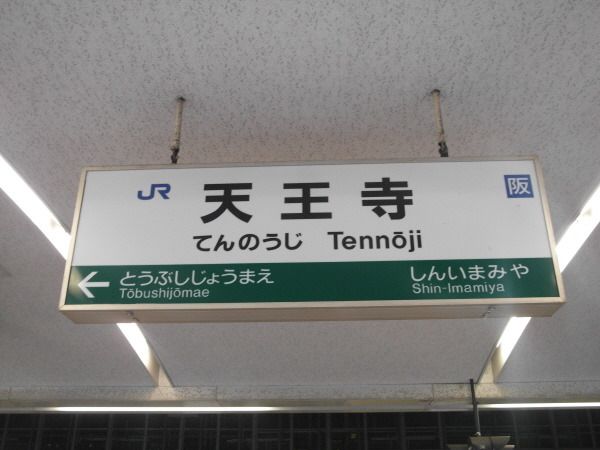 JR 天王寺 阪
てんのうじ Tennōji
← とうぶしじょうまえ しんいまみや
Tōbushijōmae Shin-Imamiya